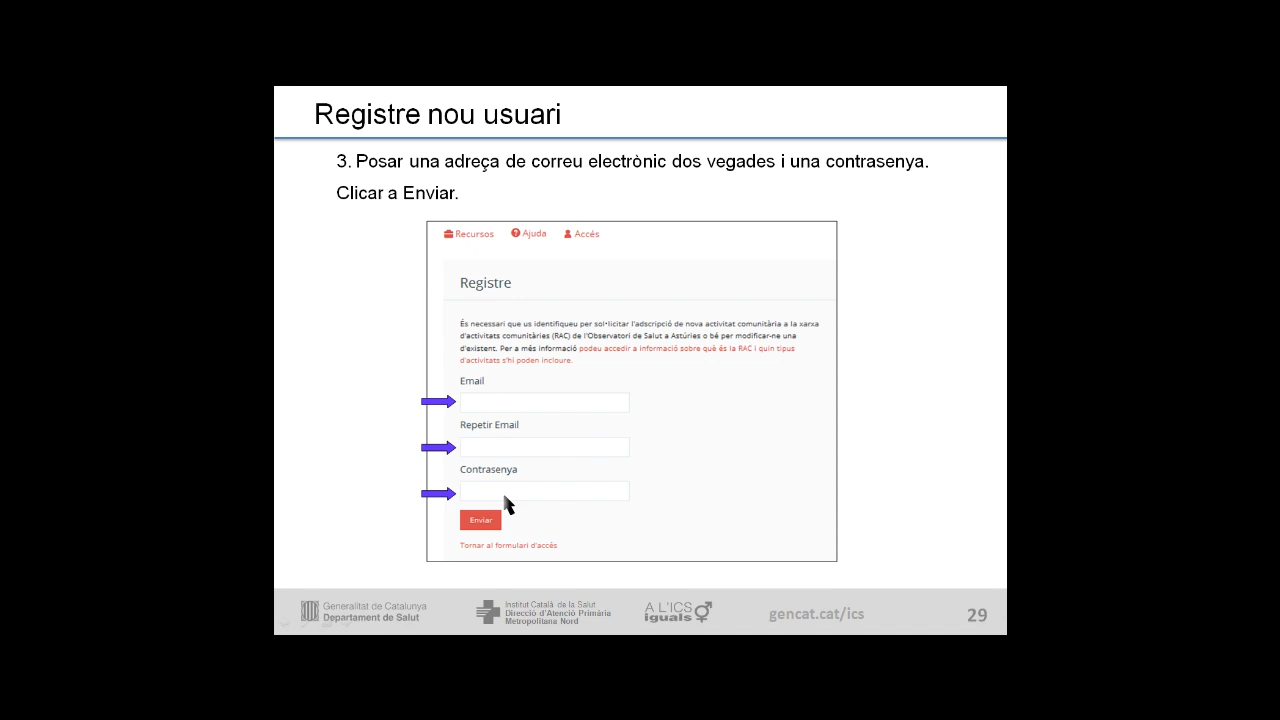 Registre nou usuari
3. Posar una adreça de correu electrònic dos vegades i una contrasenya.
Clicar a Enviar.
Recursos Ajuda Accés
Registre
És necessari que us identifiqueu per sol•licitar l'adscripció de nova activitat comunitària a la xarxa
d'activitats comunitàries (RAC) de l'Observatori de Salut a Astúries o bé per modificar-ne una
d'existent. Per a més informació podeu accedir a informació sobre què és la RAC i quin tipus
d'activitats s'hi poden incloure.
Email
Repetir Email
Contrasenya
Enviar
Tornar al formulari d'accés
Generalitat de Catalunya
Departament de Salut
Institut Català de la Salut
Direcció d'Atenció Primària
Metropolitana Nord
A L'ICS
iguals
gencat.cat/ics
29